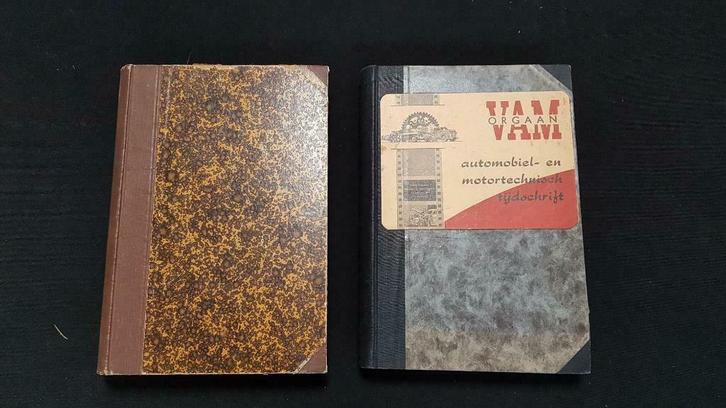 VAM
ORGAAN
automobiel- en
motortechnisch
tijdschrift